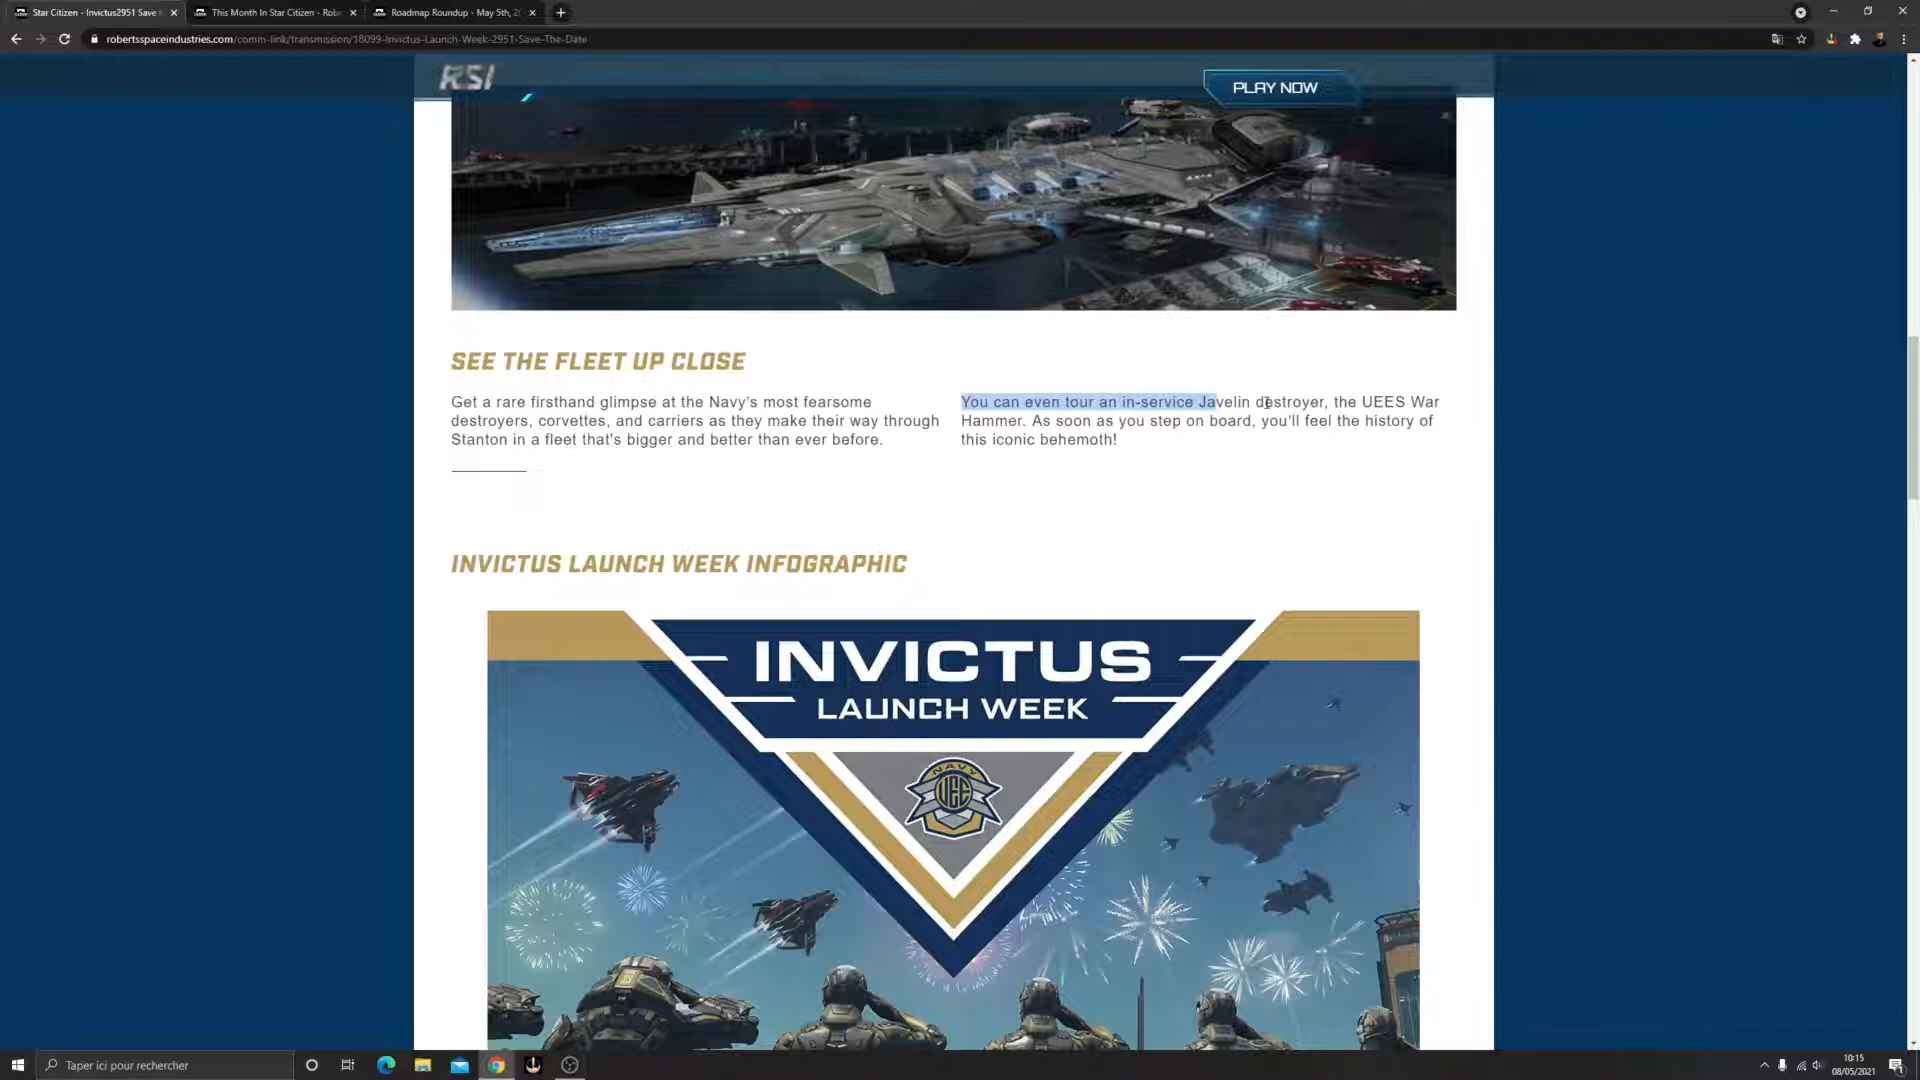 Star Citizen - Invictus2951 Save
This Month In Star Citizen - Rob
Roadmap Roundup - May 5th, 2
robertsspaceindustries.com/comm-link/transmission/18099-Invictus-Launch-Week-2951-Save-The-Date
RSI
PLAY NOW
SEE THE FLEET UP CLOSE
Get a rare firsthand glimpse at the Navy's most fearsome
destroyers, corvettes, and carriers as they make their way through
Stanton in a fleet that's bigger and better than ever before.
You can even tour an in-service Javelin destroyer, the UEES War
Hammer. As soon as you step on board, you'll feel the history of
this iconic behemoth!
INVICTUS LAUNCH WEEK INFOGRAPHIC
INVICTUS
LAUNCH WEEK
NAVY
UEE
Taper ici pour rechercher
10:15
08/05/2021